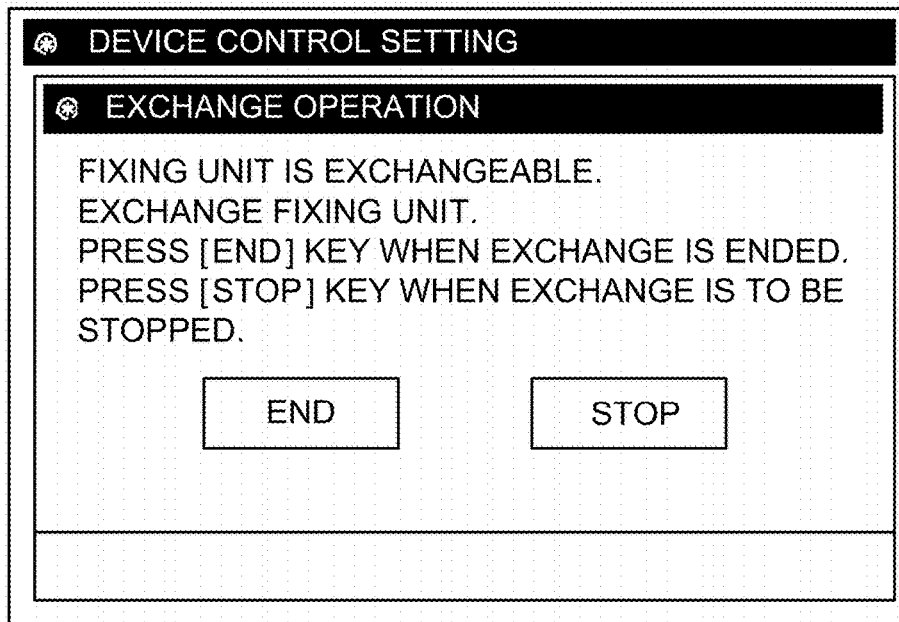 DEVICE CONTROL SETTING
EXCHANGE OPERATION
FIXING UNIT IS EXCHANGEABLE.
EXCHANGE FIXING UNIT.
PRESS [END] KEY WHEN EXCHANGE IS ENDED.
PRESS [STOP] KEY WHEN EXCHANGE IS TO BE
STOPPED.
END
STOP